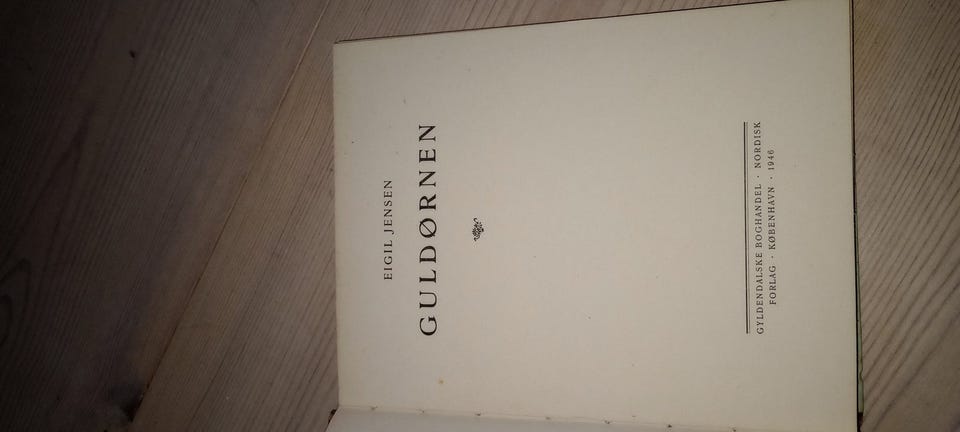 EIGIL JENSEN
GULDØRNEN
GYLDENDALSKE BOGHANDEL · NORDISK
FORLAG · KØBENHAVN · 1946